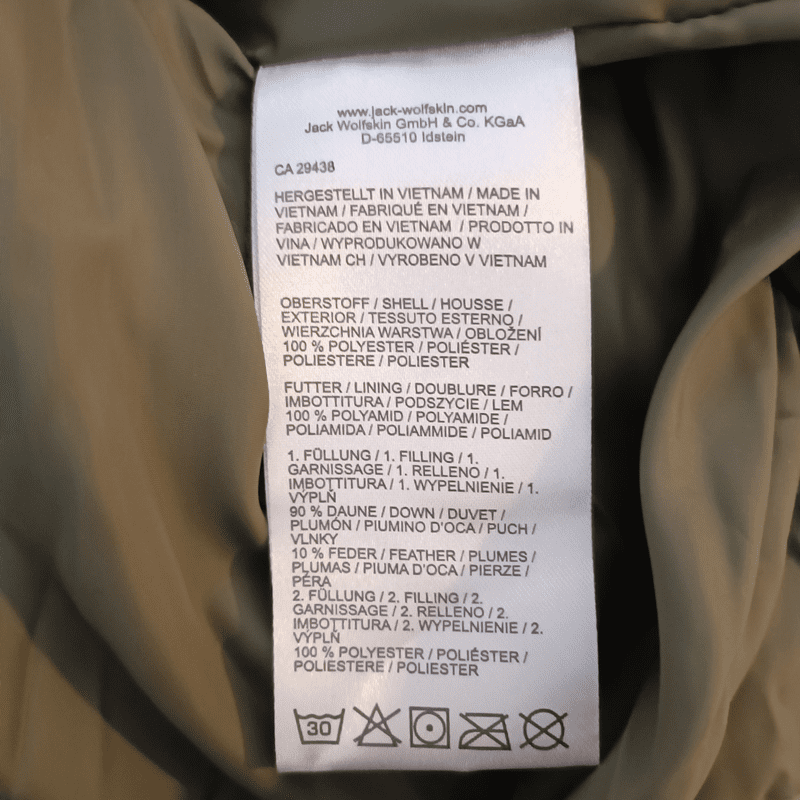 www.jack-wolfskin.com
Jack Wolfskin GmbH & Co. KGaA
D-65510 Idstein
CA 29438
HERGESTELLT IN VIETNAM / MADE IN
VIETNAM / FABRIQUÉ EN VIETNAM /
FABRICADO EN VIETNAM / PRODOTTO IN
VINA / WYPRODUKOWANO W
VIETNAM CH / VYROBENO V VIETNAM
OBERSTOFF / SHELL / HOUSSE /
EXTERIOR / TESSUTO ESTERNO /
WIERZCHNIA WARSTWA / OBLOŽENÍ
100 % POLYESTER / POLIÉSTER /
POLIESTERE / POLIESTER
FUTTER / LINING / DOUBLURE / FORRO /
IMBOTTITURA / PODSZYCIE / LEM
100 % POLYAMID / POLYAMIDE /
POLIAMIDA / POLIAMMIDE / POLIAMID
1. FÜLLUNG / 1. FILLING / 1.
GARNISSAGE / 1. RELLENO / 1.
IMBOTTITURA / 1. WYPEŁNIENIE / 1.
VÝPLŇ
90 % DAUNE / DOWN / DUVET /
PLUMÓN / PIUMINO D'OCA / PUCH /
VLNKY
10 % FEDER / FEATHER / PLUMES /
PLUMAS / PIUMA D'OCA / PIERZE /
PÉRA
2. FÜLLUNG / 2. FILLING / 2.
GARNISSAGE / 2. RELLENO / 2.
IMBOTTITURA / 2. WYPEŁNIENIE / 2.
VÝPLŇ
100 % POLYESTER / POLIÉSTER /
POLIESTERE / POLIESTER
30